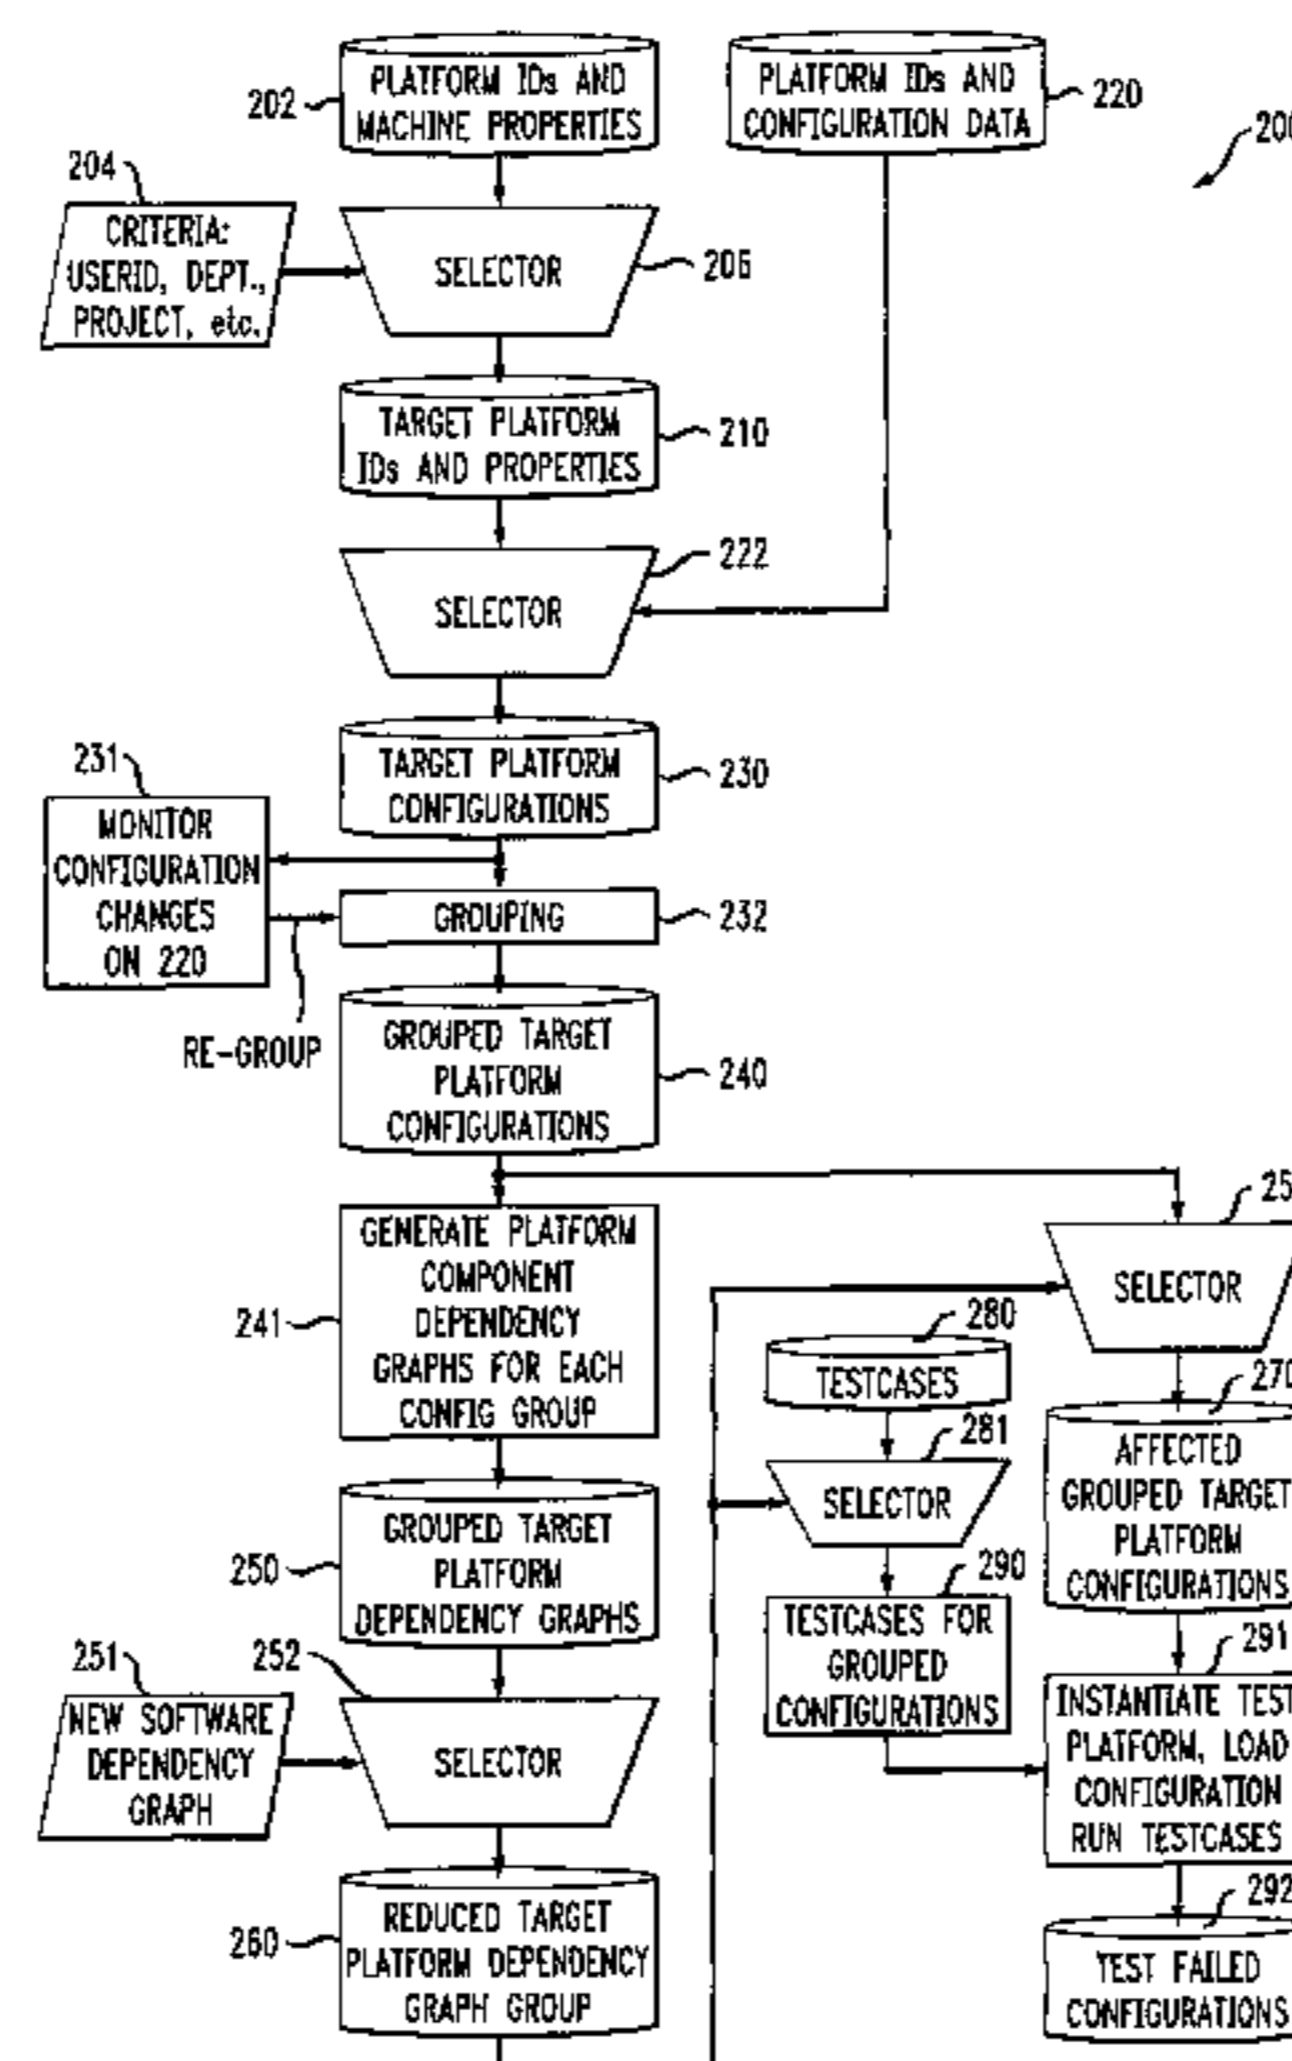 PLATFORM IDs AND
MACHINE PROPERTIES
202
PLATFORM IDs AND
CONFIGURATION DATA
220
204
CRITERIA:
USERID, DEPT.,
PROJECT, etc.
SELECTOR
206
TARGET PLATFORM
IDs AND PROPERTIES
210
SELECTOR
222
TARGET PLATFORM
CONFIGURATIONS
230
231
MONITOR
CONFIGURATION
CHANGES
ON 220
GROUPING
232
RE-GROUP
GROUPED TARGET
PLATFORM
CONFIGURATIONS
240
GENERATE PLATFORM
COMPONENT
DEPENDENCY
GRAPHS FOR EACH
CONFIG GROUP
241
SELECTOR
280
TESTCASES
281
SELECTOR
270
AFFECTED
GROUPED TARGET
PLATFORM
CONFIGURATIONS
GROUPED TARGET
PLATFORM
DEPENDENCY GRAPHS
250
290
TESTCASES FOR
GROUPED
CONFIGURATIONS
291
INSTANTIATE TEST
PLATFORM, LOAD
CONFIGURATION
RUN TESTCASES
251
NEW SOFTWARE
DEPENDENCY
GRAPH
252
SELECTOR
260
REDUCED TARGET
PLATFORM DEPENDENCY
GRAPH GROUP
292
TEST FAILED
CONFIGURATIONS